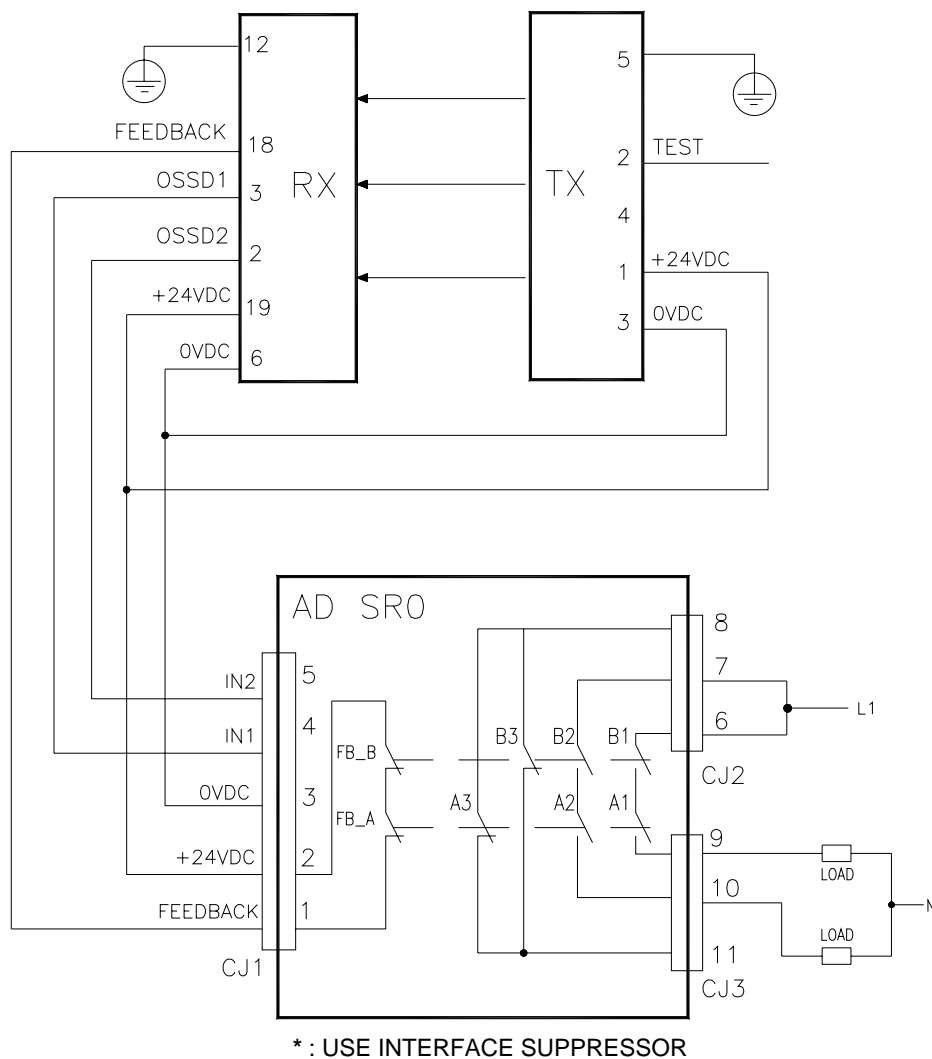 12
FEEDBACK
18
OSSD1
3
OSSD2
2
+24VDC
19
0VDC
6
RX
TX
5
2
TEST
4
1
+24VDC
3
0VDC
AD SR0
IN2
5
4
IN1
3
0VDC
2
+24VDC
1
FEEDBACK
CJ1
FB_B
FB_A
B3
B2
B1
A3
A2
A1
8
7
6
L1
CJ2
9
LOAD
10
N
LOAD
11
CJ3
* : USE INTERFACE SUPPRESSOR